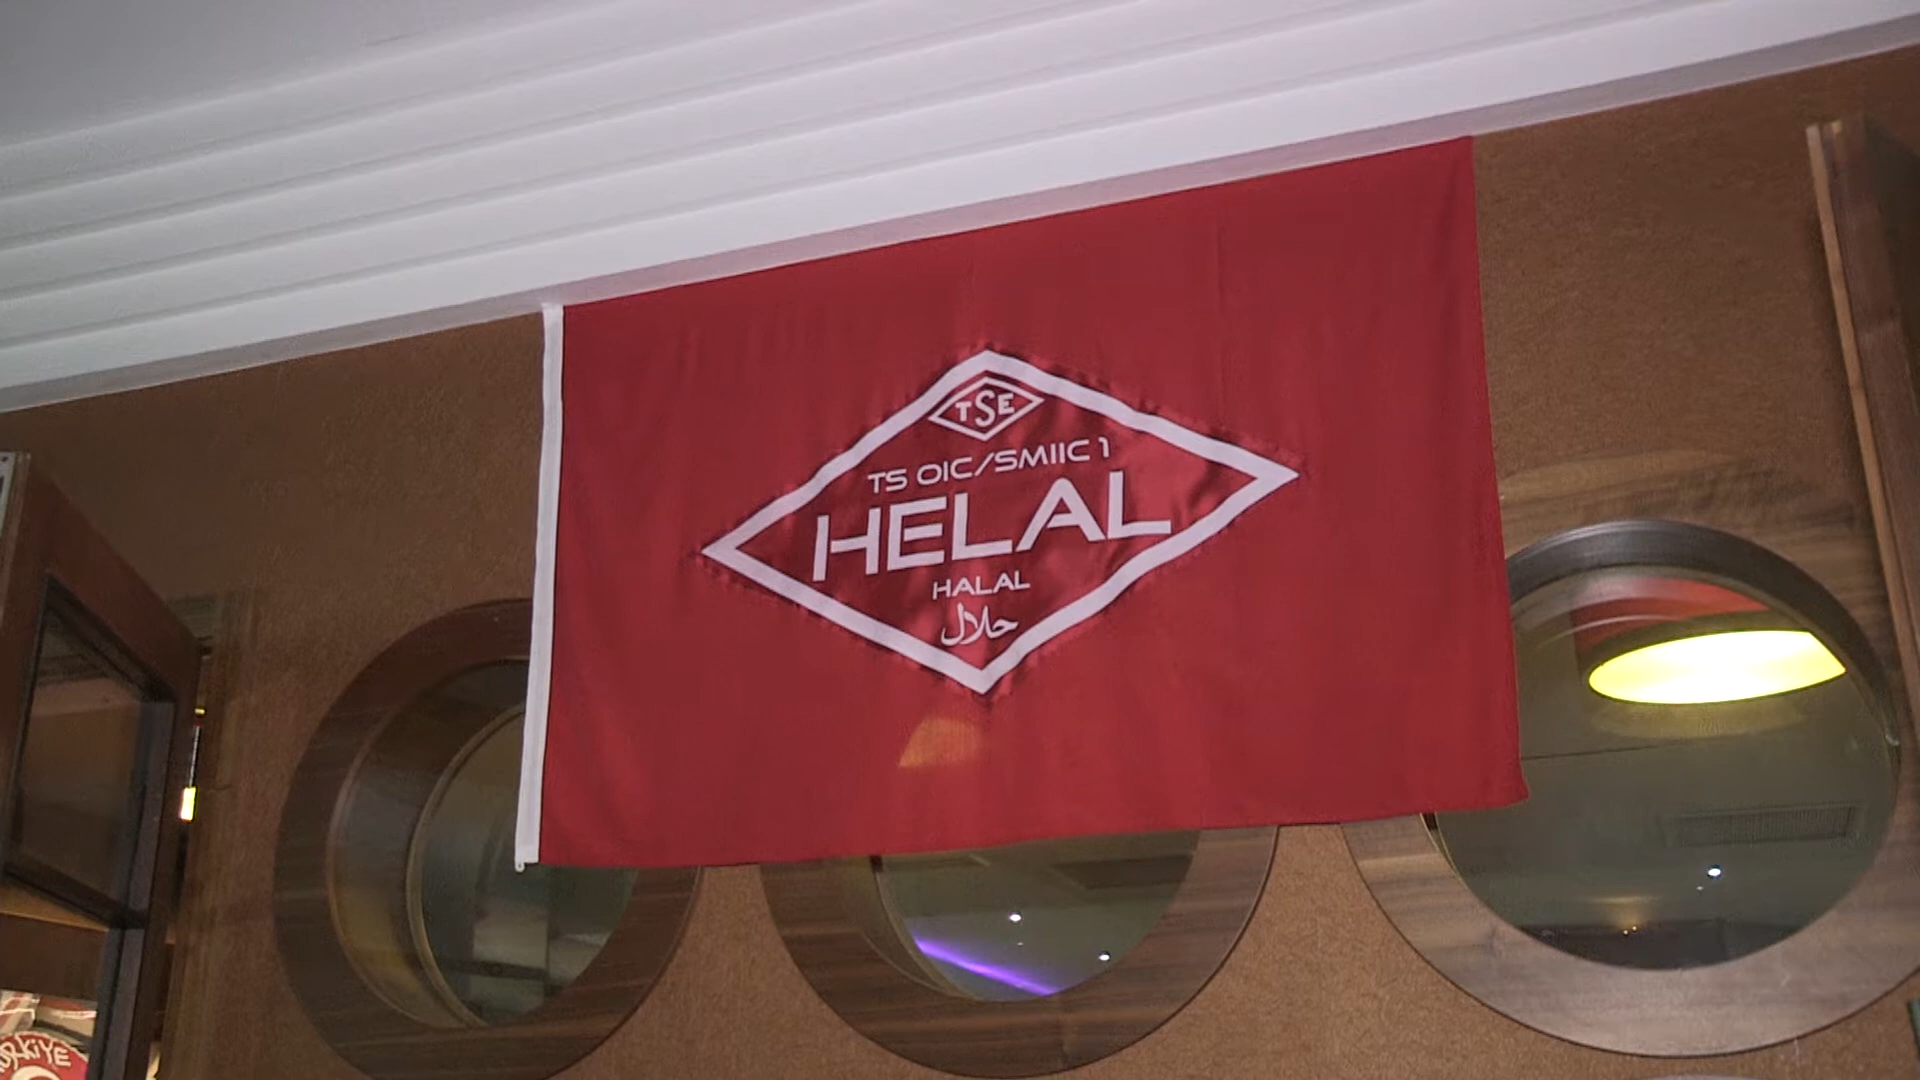 TSE
TS OIC/SMIIC 1
HELAL
HALAL
حلال